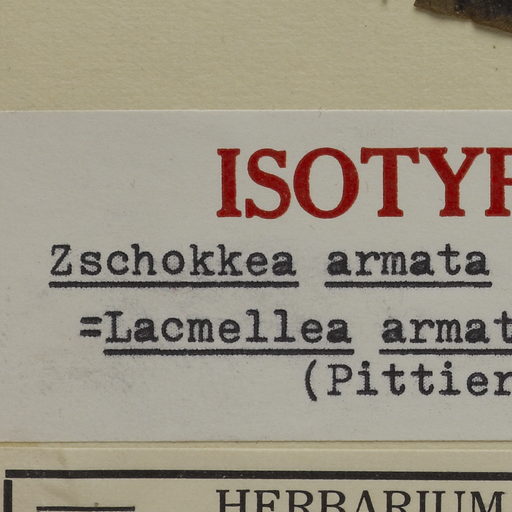 ISOTYP
Zschokkea armata
=Lacmellea armat
(Pittier
HERBARIUM